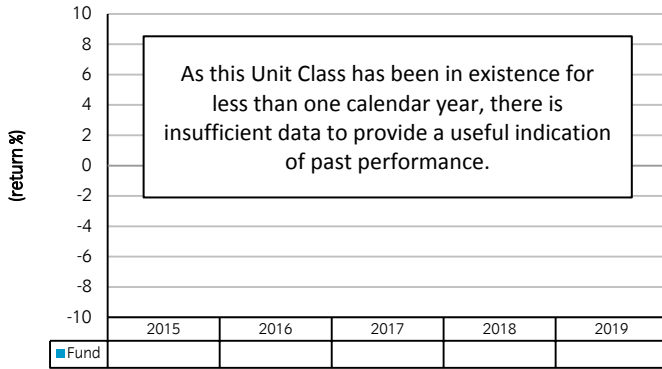 10
8
6
4
2
0
-2
-4
-6
-8
-10
(return %)
As this Unit Class has been in existence for
less than one calendar year, there is
insufficient data to provide a useful indication
of past performance.
2015 2016 2017 2018 2019
Fund